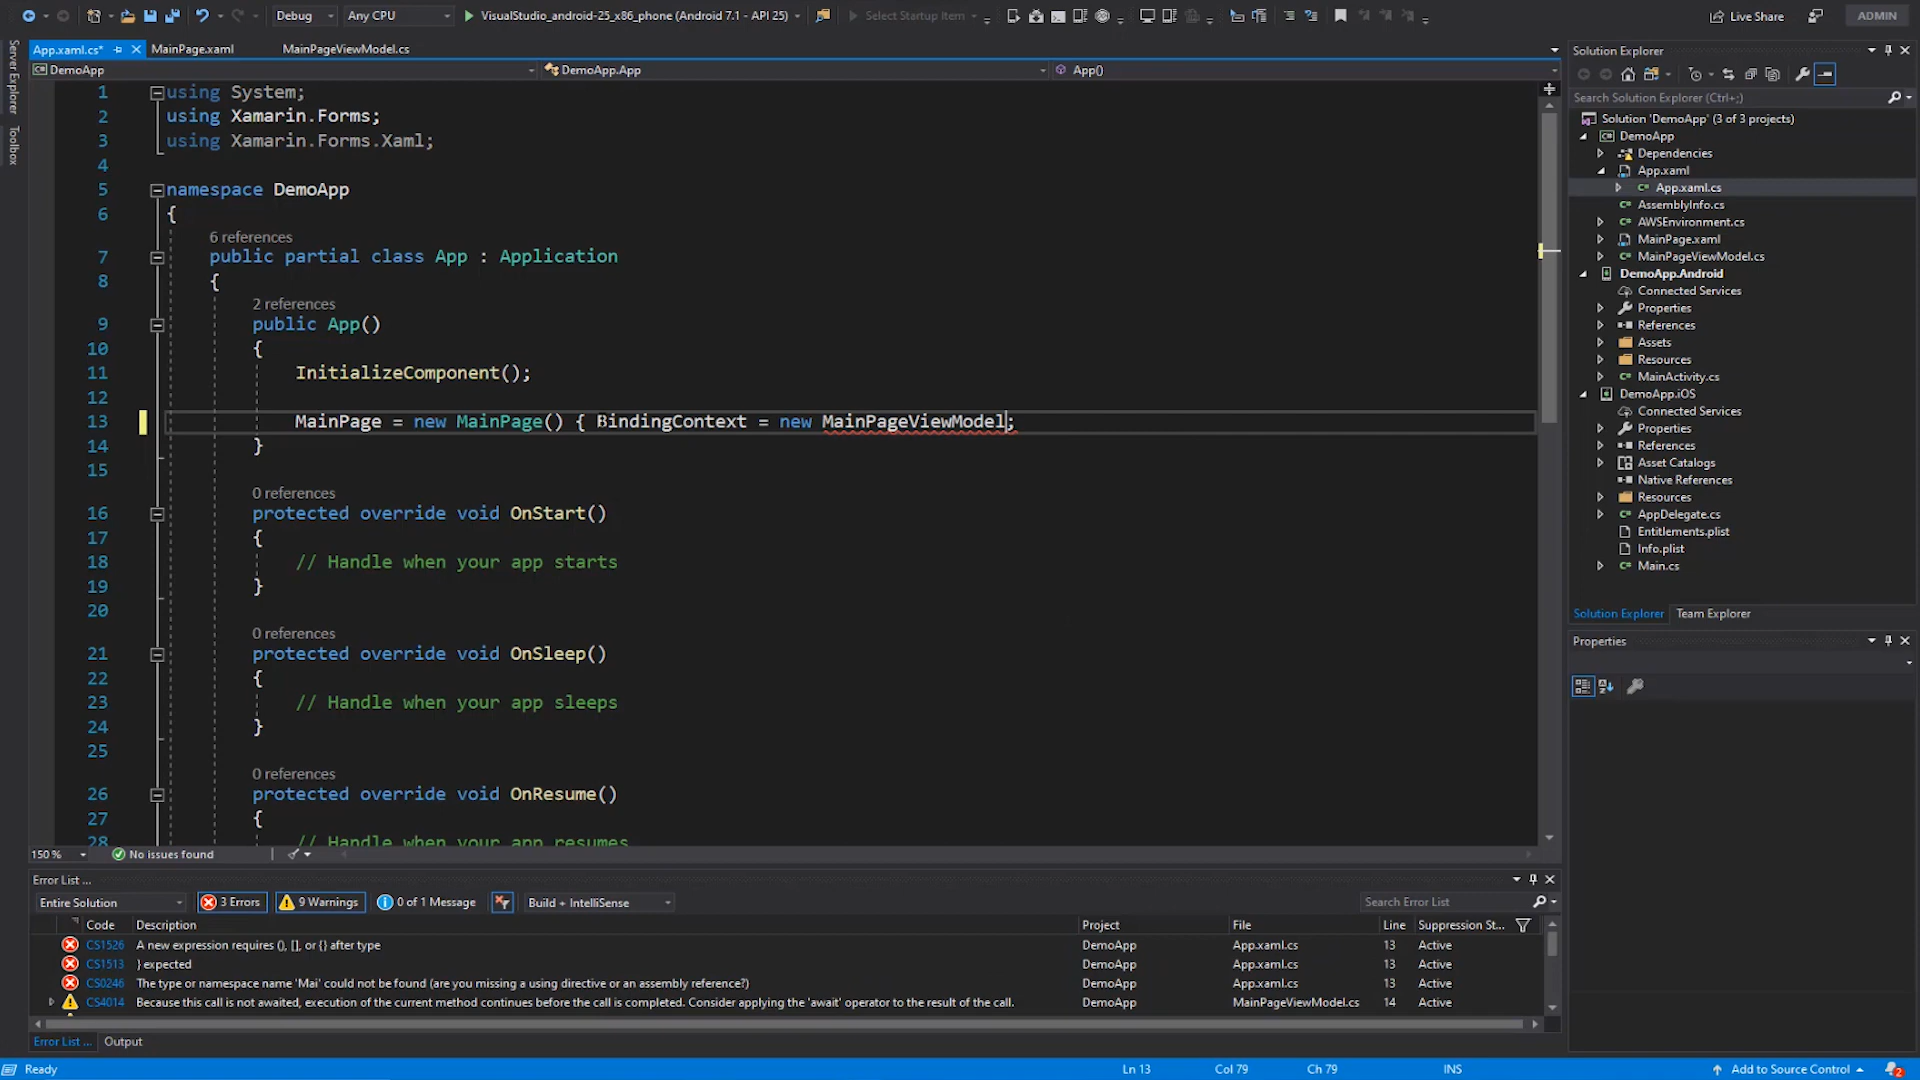 Debug
Any CPU
VisualStudio_android-25_x86_phone (Android 7.1 - API 25)
Select Startup Item
Live Share
ADMIN
Server Explorer
Toolbox
App.xaml.cs*
MainPage.xaml
MainPageViewModel.cs
DemoApp
DemoApp.App
App()
1 using System;
2 using Xamarin.Forms;
3 using Xamarin.Forms.Xaml;
4
5 namespace DemoApp
6 {
6 references
7 public partial class App : Application
8 {
2 references
9 public App()
10 {
11 InitializeComponent();
12
13 MainPage = new MainPage() { BindingContext = new MainPageViewModel;
14 }
15
0 references
16 protected override void OnStart()
17 {
18 // Handle when your app starts
19 }
20
0 references
21 protected override void OnSleep()
22 {
23 // Handle when your app sleeps
24 }
25
0 references
26 protected override void OnResume()
27 {
28 // Handle when your app resumes
150 %
No issues found
Solution Explorer
Search Solution Explorer (Ctrl+;)
Solution 'DemoApp' (3 of 3 projects)
DemoApp
Dependencies
App.xaml
App.xaml.cs
AssemblyInfo.cs
AWSEnvironment.cs
MainPage.xaml
MainPageViewModel.cs
DemoApp.Android
Connected Services
Properties
References
Assets
Resources
MainActivity.cs
DemoApp.iOS
Connected Services
Properties
References
Asset Catalogs
Native References
Resources
AppDelegate.cs
Entitlements.plist
Info.plist
Main.cs
Solution Explorer
Team Explorer
Properties
Error List ...
Entire Solution
3 Errors
9 Warnings
0 of 1 Message
Build + IntelliSense
Search Error List
Code Description Project File Line Suppression St...
CS1526 A new expression requires (), [], or {} after type DemoApp App.xaml.cs 13 Active
CS1513 } expected DemoApp App.xaml.cs 13 Active
CS0246 The type or namespace name 'Mai' could not be found (are you missing a using directive or an assembly reference?) DemoApp App.xaml.cs 13 Active
CS4014 Because this call is not awaited, execution of the current method continues before the call is completed. Consider applying the 'await' operator to the result of the call. DemoApp MainPageViewModel.cs 14 Active
Error List ...
Output
Ready
Ln 13
Col 79
Ch 79
INS
Add to Source Control
2